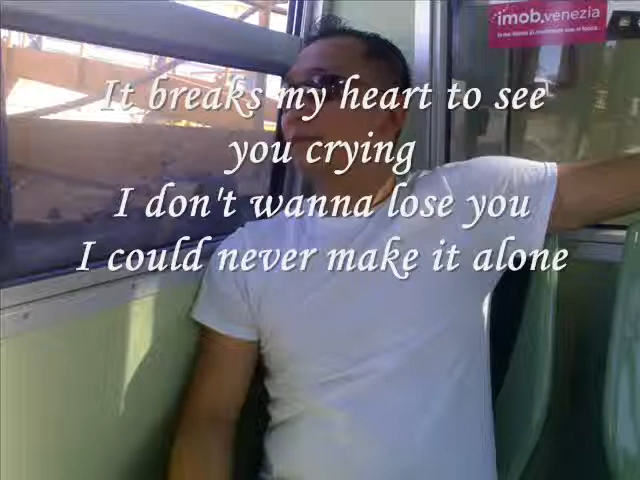 imob.venezia
It breaks my heart to see
you crying
I don't wanna lose you
I could never make it alone